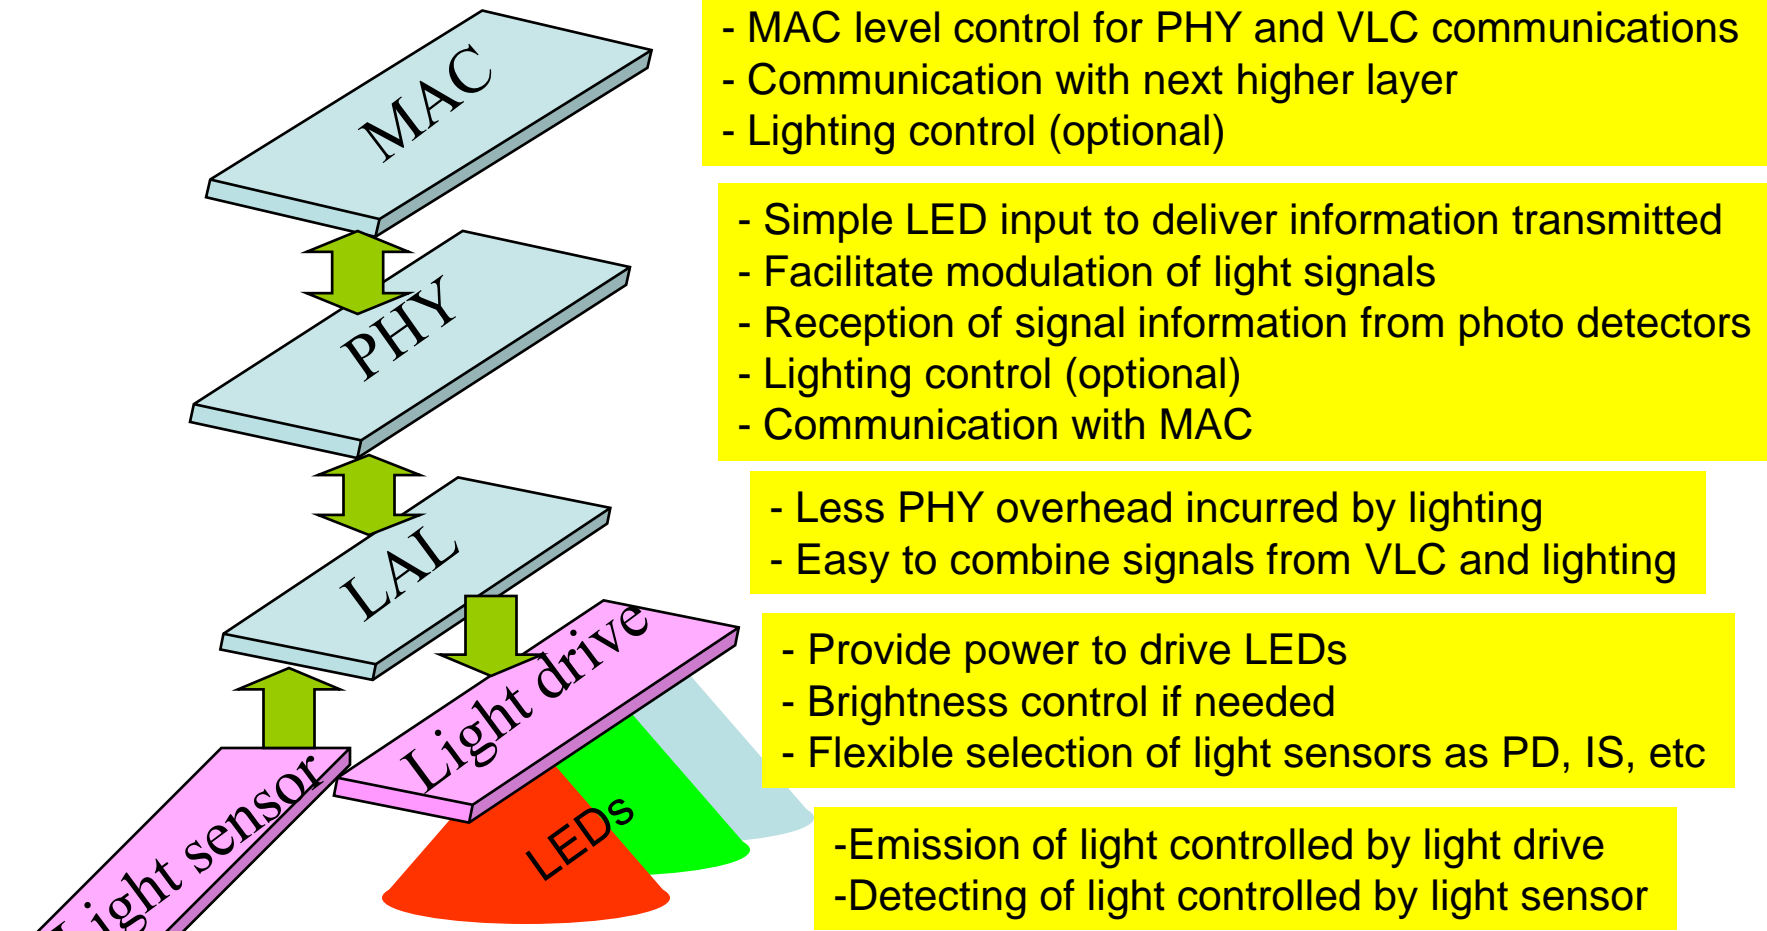 MAC
- MAC level control for PHY and VLC communications
- Communication with next higher layer
- Lighting control (optional)
PHY
- Simple LED input to deliver information transmitted
- Facilitate modulation of light signals
- Reception of signal information from photo detectors
- Lighting control (optional)
- Communication with MAC
LAL
- Less PHY overhead incurred by lighting
- Easy to combine signals from VLC and lighting
Light drive
- Provide power to drive LEDs
- Brightness control if needed
- Flexible selection of light sensors as PD, IS, etc
Light sensor
LEDs
-Emission of light controlled by light drive
-Detecting of light controlled by light sensor